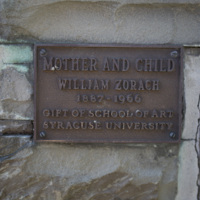 MOTHER AND CHILD
WILLIAM ZORACH
1887-1966
GIFT OF SCHOOL OF ART
SYRACUSE UNIVERSITY